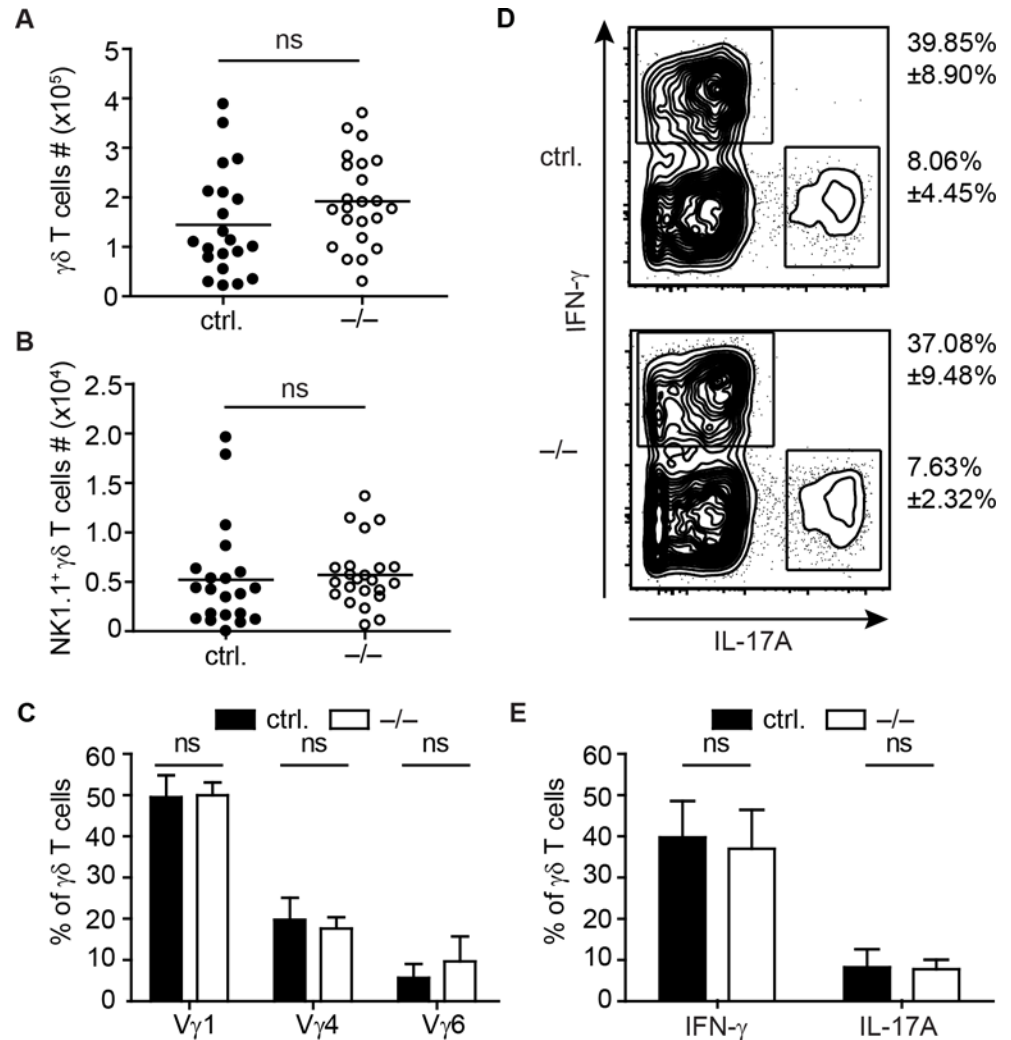 A
γδ T cells # (x10⁵)
5
4
3
2
1
0
ns
ctrl.
–/–
B
NK1.1⁺ γδ T cells # (x10⁴)
2.5
2.0
1.5
1.0
0.5
0
ns
ctrl.
–/–
C
ctrl.
–/–
% of γδ T cells
60
50
40
30
20
10
0
ns
ns
ns
Vγ1
Vγ4
Vγ6
D
ctrl.
39.85%
±8.90%
8.06%
±4.45%
IFN-γ
–/–
37.08%
±9.48%
7.63%
±2.32%
IL-17A
E
ctrl.
–/–
% of γδ T cells
60
50
40
30
20
10
0
ns
ns
IFN-γ
IL-17A